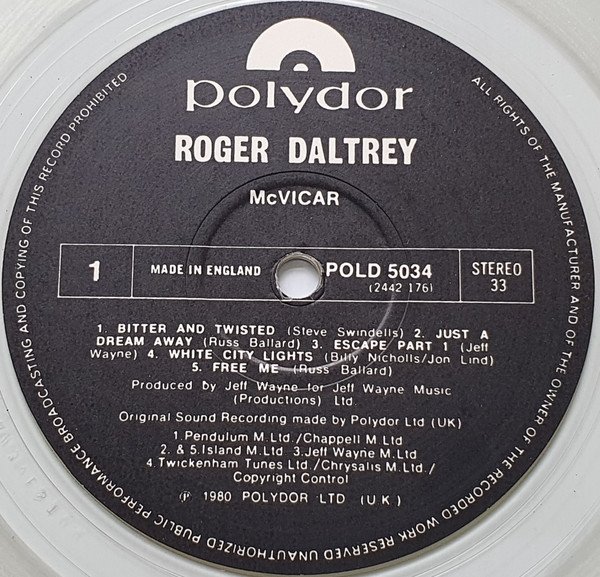 polydor
ROGER DALTREY
McVICAR
1
MADE IN ENGLAND
POLD 5034
(2442 176)
STEREO
33
1. BITTER AND TWISTED (Steve Swindells) 2. JUST A
DREAM AWAY (Russ Ballard) 3. ESCAPE PART 1 (Jeff
Wayne) 4. WHITE CITY LIGHTS (Billy Nicholls/Jon Lind)
5. FREE ME (Russ Ballard)
Produced by Jeff Wayne for Jeff Wayne Music
(Productions) Ltd.
Original Sound Recording made by Polydor Ltd (UK)
1.Pendulum M.Ltd./Chappell M.Ltd
2. & 5.Island M.Ltd 3.Jeff Wayne M.Ltd
4.Twickenham Tunes Ltd./Chrysalis M.Ltd./
Copyright Control
℗ 1980 POLYDOR LTD (U.K.)
ALL RIGHTS OF THE MANUFACTURER AND OF THE OWNER OF THE RECORDED WORK RESERVED UNAUTHORIZED PUBLIC PERFORMANCE BROADCASTING AND COPYING OF THIS RECORD PROHIBITED